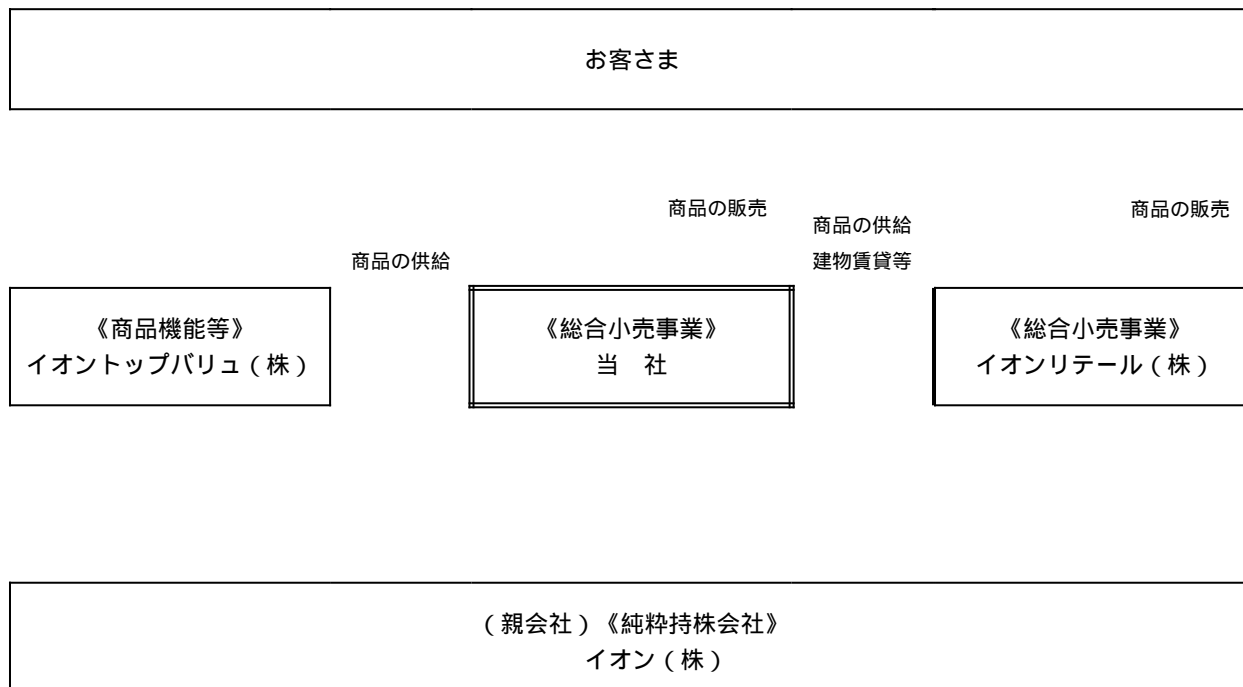 お客さま
商品の販売
商品の販売
商品の供給
商品の供給
建物賃貸等
《商品機能等》
イオントップバリュ（株）
《総合小売事業》
当　社
《総合小売事業》
イオンリテール（株）
（親会社）《純粋持株会社》
イオン（株）